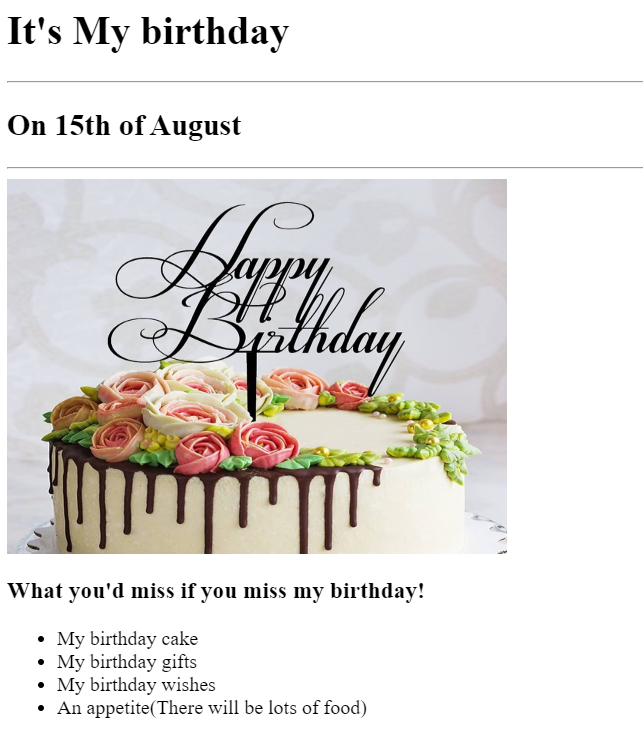 It's My birthday
On 15th of August
Happy
Birthday
What you'd miss if you miss my birthday!
My birthday cake
My birthday gifts
My birthday wishes
An appetite(There will be lots of food)